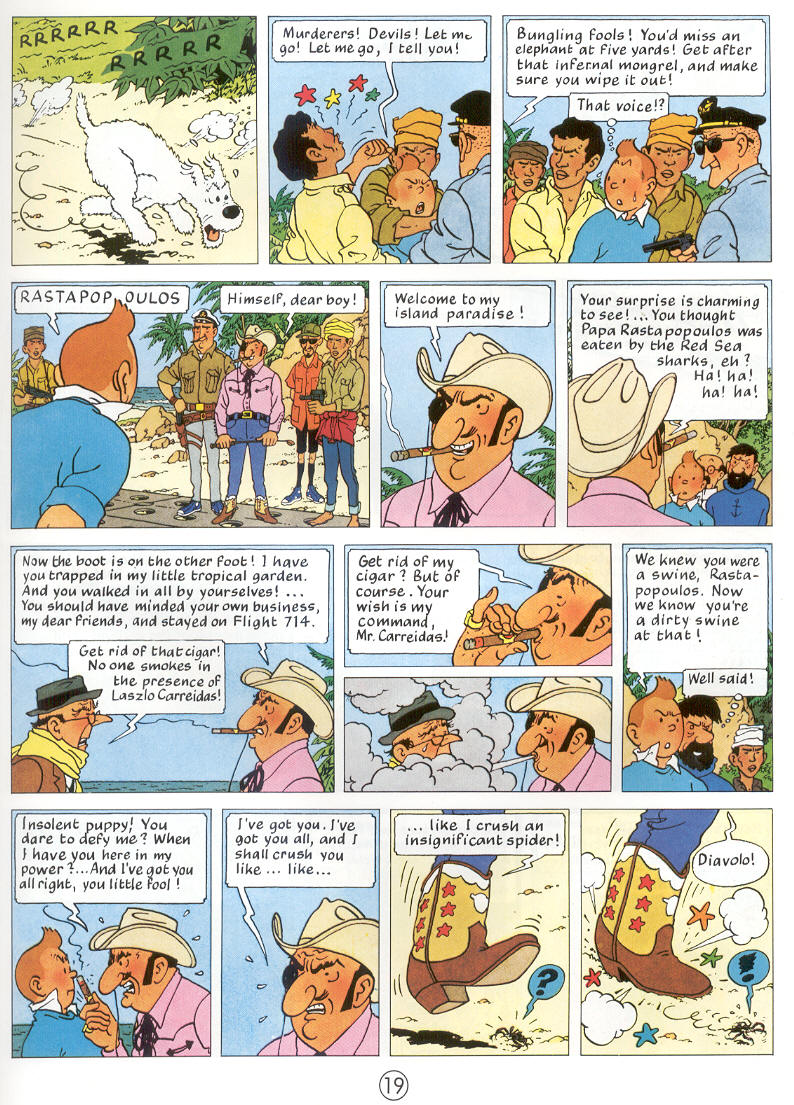 RRRRRR
RRRRR
Murderers! Devils! Let me
go! Let me go, I tell you!
Bungling fools! You'd miss an
elephant at five yards! Get after
that infernal mongrel, and make
sure you wipe it out!
That voice!?
RASTAPOPOULOS
Himself, dear boy!
Welcome to my
island paradise!
Your surprise is charming
to see!...You thought
Papa Rastapopoulos was
eaten by the Red Sea
sharks, eh?
Ha! ha!
ha! ha!
Now the boot is on the other foot! I have
you trapped in my little tropical garden.
And you walked in all by yourselves! ...
You should have minded your own business,
my dear friends, and stayed on Flight 714.
Get rid of that cigar!
No one smokes in
the presence of
Laszlo Carreidas!
Get rid of my
cigar? But of
course. Your
wish is my
command,
Mr. Carreidas!
We knew you were
a swine, Rasta-
popoulos. Now
we know you're
a dirty swine
at that!
Well said!
Insolent puppy! You
dare to defy me? When
I have you here in my
power?...And I've got you
all right, you little fool!
I've got you. I've
got you all, and I
shall crush you
like ... like...
... like I crush an
insignificant spider!
?
Diavolo!
!
19